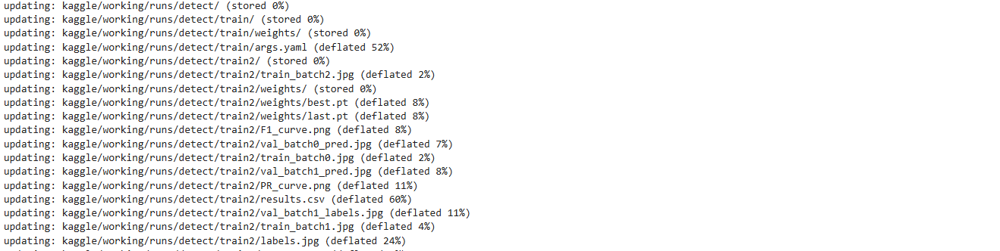 updating: kaggle/working/runs/detect/ (stored 0%)
updating: kaggle/working/runs/detect/train/ (stored 0%)
updating: kaggle/working/runs/detect/train/weights/ (stored 0%)
updating: kaggle/working/runs/detect/train/args.yaml (deflated 52%)
updating: kaggle/working/runs/detect/train2/ (stored 0%)
updating: kaggle/working/runs/detect/train2/train_batch2.jpg (deflated 2%)
updating: kaggle/working/runs/detect/train2/weights/ (stored 0%)
updating: kaggle/working/runs/detect/train2/weights/best.pt (deflated 8%)
updating: kaggle/working/runs/detect/train2/weights/last.pt (deflated 8%)
updating: kaggle/working/runs/detect/train2/F1_curve.png (deflated 8%)
updating: kaggle/working/runs/detect/train2/val_batch0_pred.jpg (deflated 7%)
updating: kaggle/working/runs/detect/train2/train_batch0.jpg (deflated 2%)
updating: kaggle/working/runs/detect/train2/val_batch1_pred.jpg (deflated 8%)
updating: kaggle/working/runs/detect/train2/PR_curve.png (deflated 11%)
updating: kaggle/working/runs/detect/train2/results.csv (deflated 60%)
updating: kaggle/working/runs/detect/train2/val_batch1_labels.jpg (deflated 11%)
updating: kaggle/working/runs/detect/train2/train_batch1.jpg (deflated 4%)
updating: kaggle/working/runs/detect/train2/labels.jpg (deflated 24%)